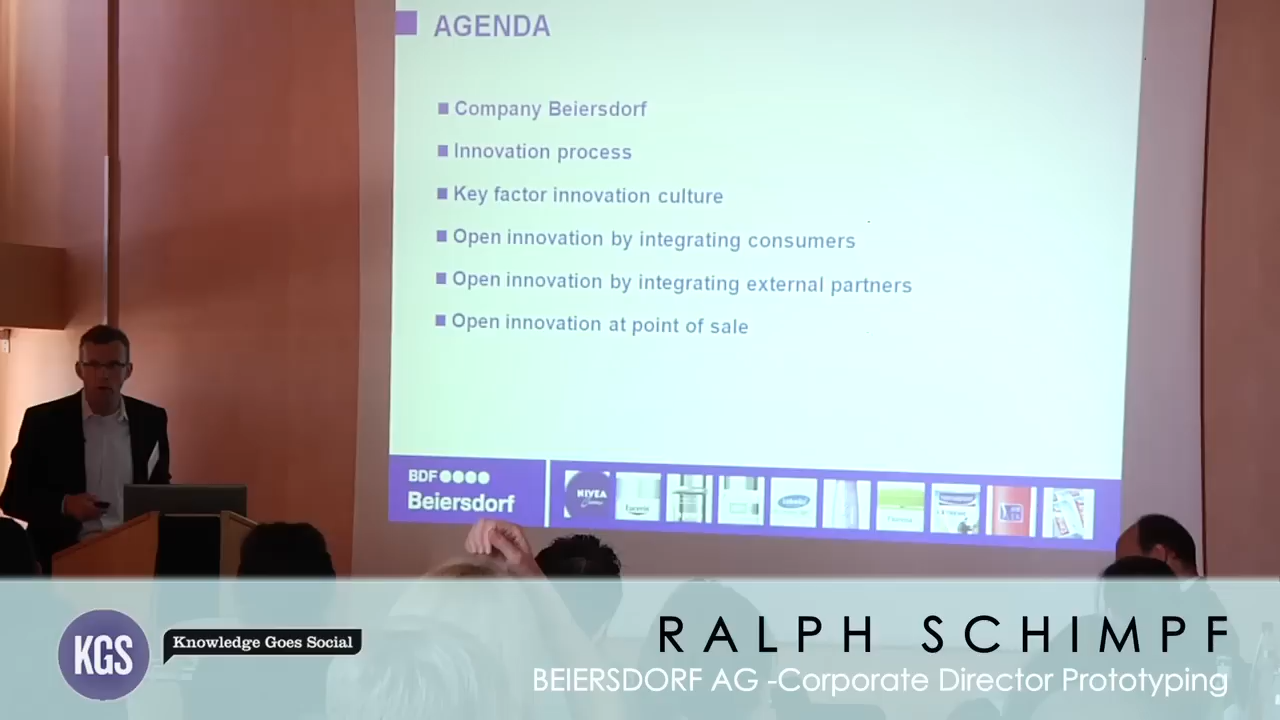 AGENDA
Company Beiersdorf
Innovation process
Key factor innovation culture
Open innovation by integrating consumers
Open innovation by integrating external partners
Open innovation at point of sale
BDF
Beiersdorf
NIVEA
Creme
Eucerin
KGS
Knowledge Goes Social
RALPH SCHIMPF
BEIERSDORF AG -Corporate Director Prototyping